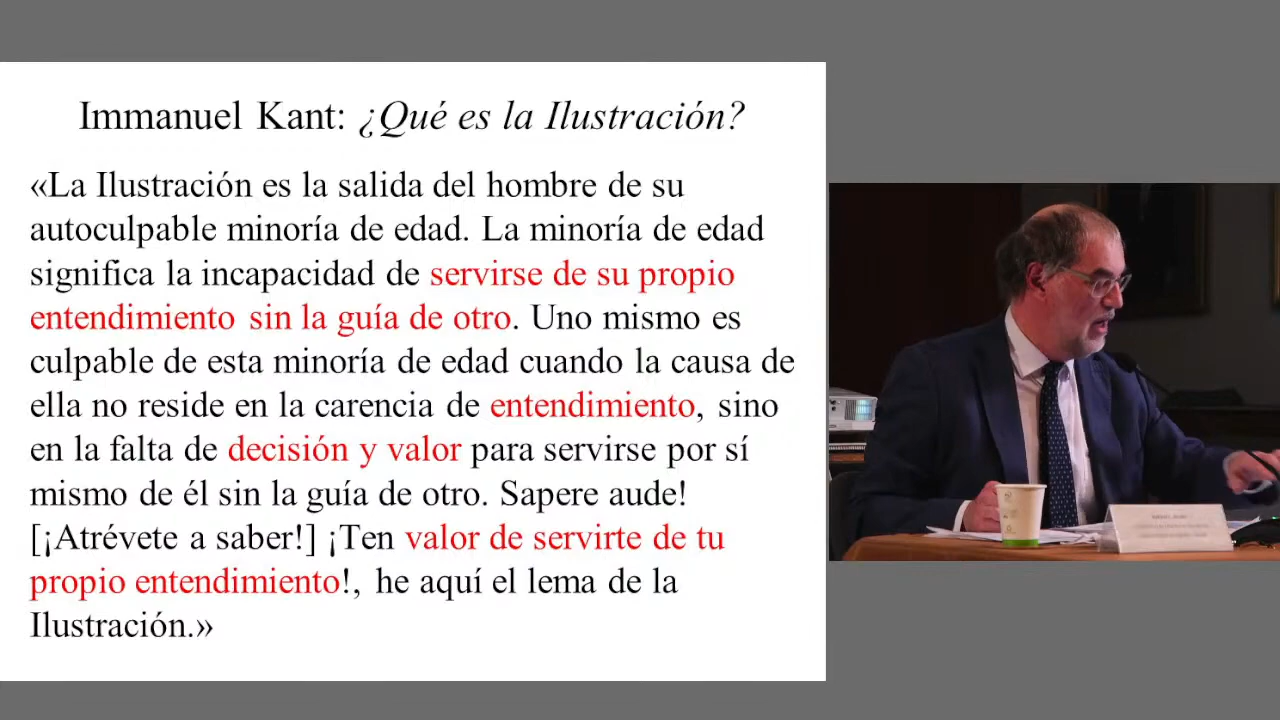 Immanuel Kant: ¿Qué es la Ilustración?
«La Ilustración es la salida del hombre de su
autoculpable minoría de edad. La minoría de edad
significa la incapacidad de servirse de su propio
entendimiento sin la guía de otro. Uno mismo es
culpable de esta minoría de edad cuando la causa de
ella no reside en la carencia de entendimiento, sino
en la falta de decisión y valor para servirse por sí
mismo de él sin la guía de otro. Sapere aude!
[¡Atrévete a saber!] ¡Ten valor de servirte de tu
propio entendimiento!, he aquí el lema de la
Ilustración.»